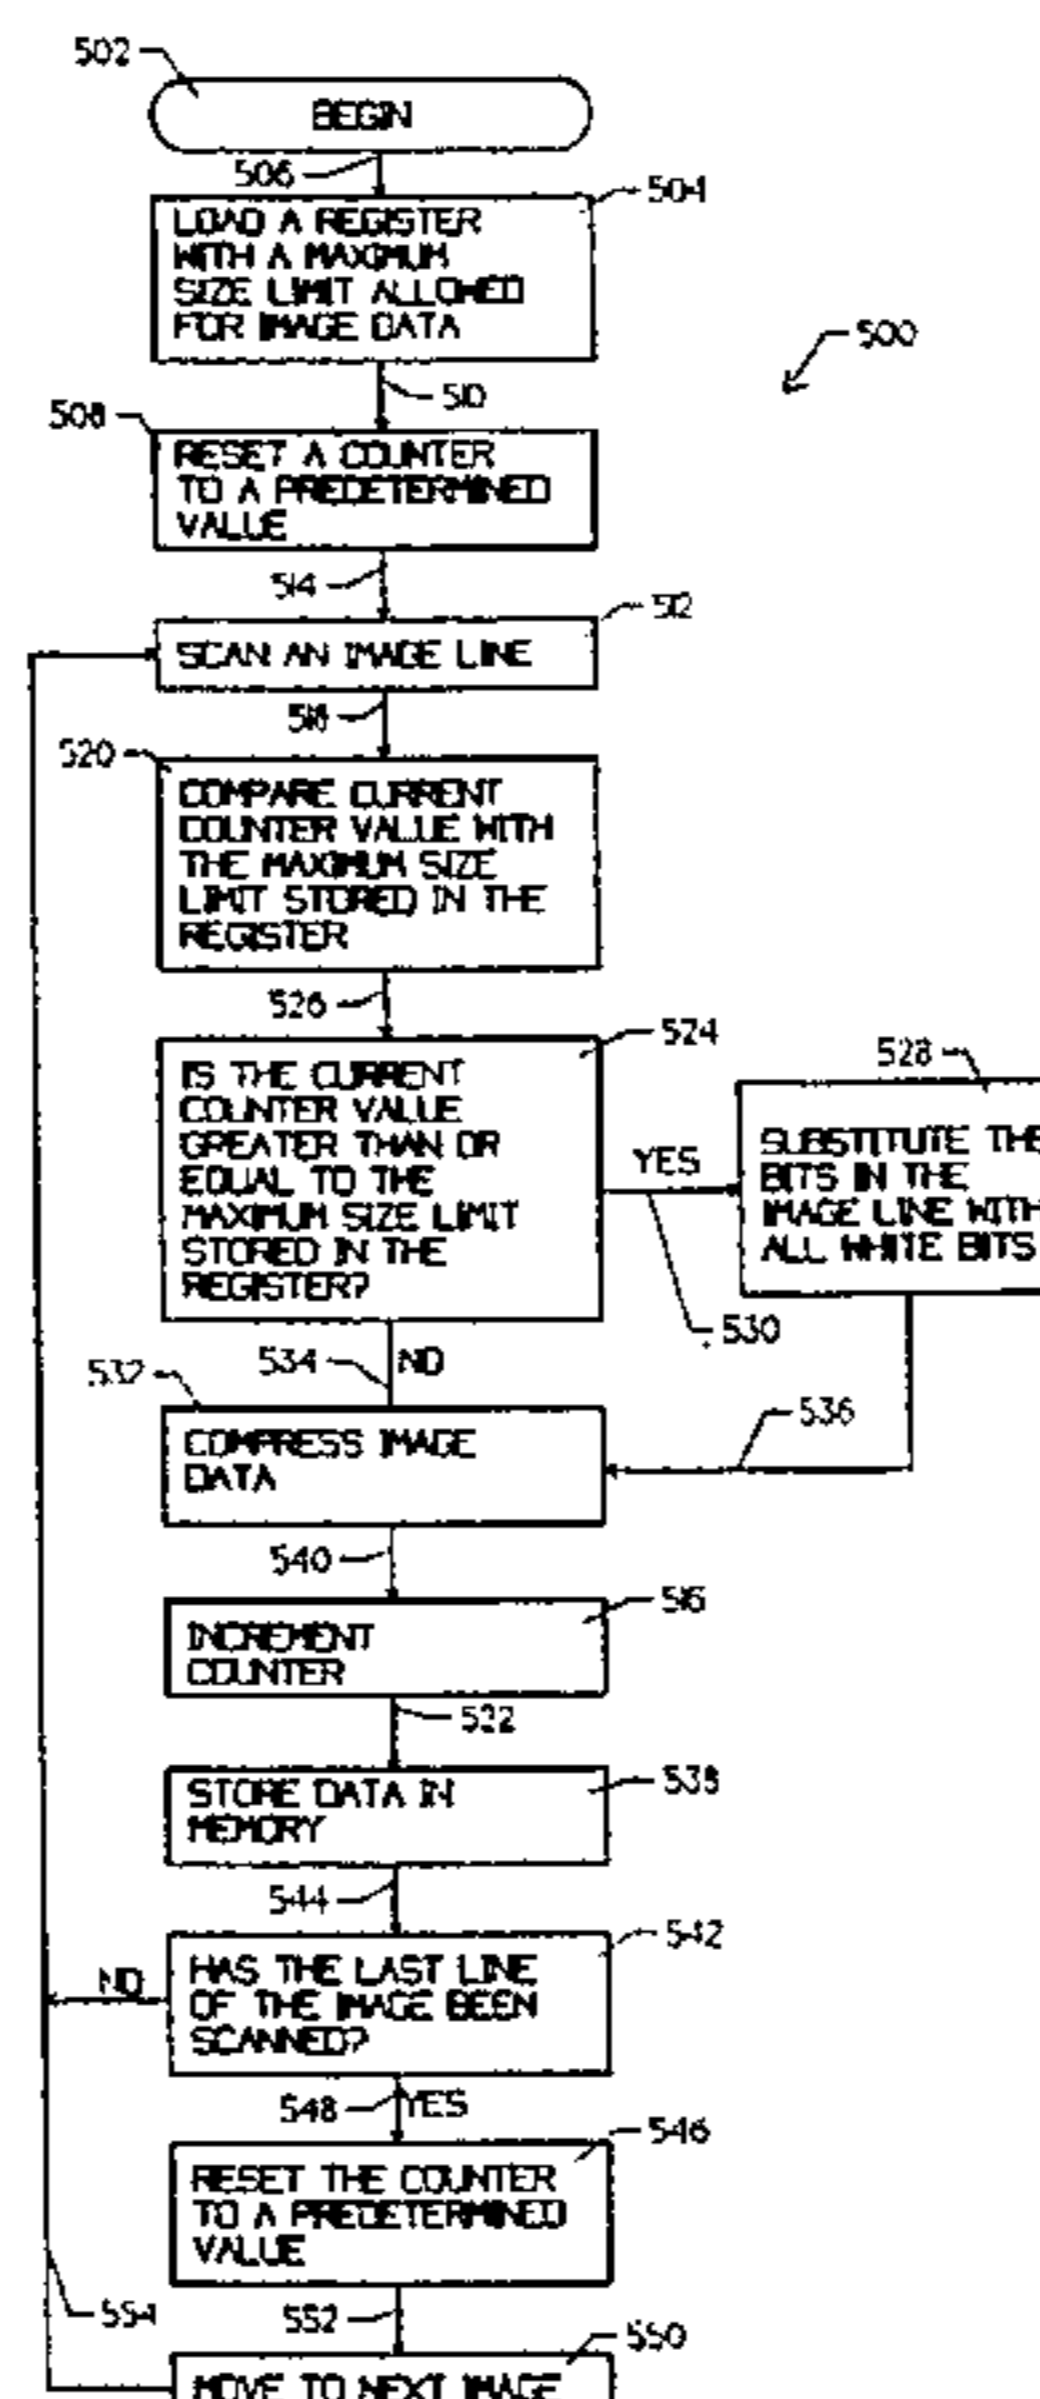 502
BEGIN
506
504
LOAD A REGISTER
WITH A MAXIMUM
SIZE LIMIT ALLOWED
FOR IMAGE DATA
500
510
508
RESET A COUNTER
TO A PREDETERMINED
VALUE
514
512
SCAN AN IMAGE LINE
518
520
COMPARE CURRENT
COUNTER VALUE WITH
THE MAXIMUM SIZE
LIMIT STORED IN THE
REGISTER
526
524
IS THE CURRENT
COUNTER VALUE
GREATER THAN OR
EQUAL TO THE
MAXIMUM SIZE LIMIT
STORED IN THE
REGISTER?
YES
528
SUBSTITUTE THE
BITS IN THE
IMAGE LINE WITH
ALL WHITE BITS
530
534
NO
532
536
COMPRESS IMAGE
DATA
540
516
INCREMENT
COUNTER
522
538
STORE DATA IN
MEMORY
544
542
HAS THE LAST LINE
OF THE IMAGE BEEN
SCANNED?
NO
548
YES
546
RESET THE COUNTER
TO A PREDETERMINED
VALUE
554
552
550
MOVE TO NEXT IMAGE